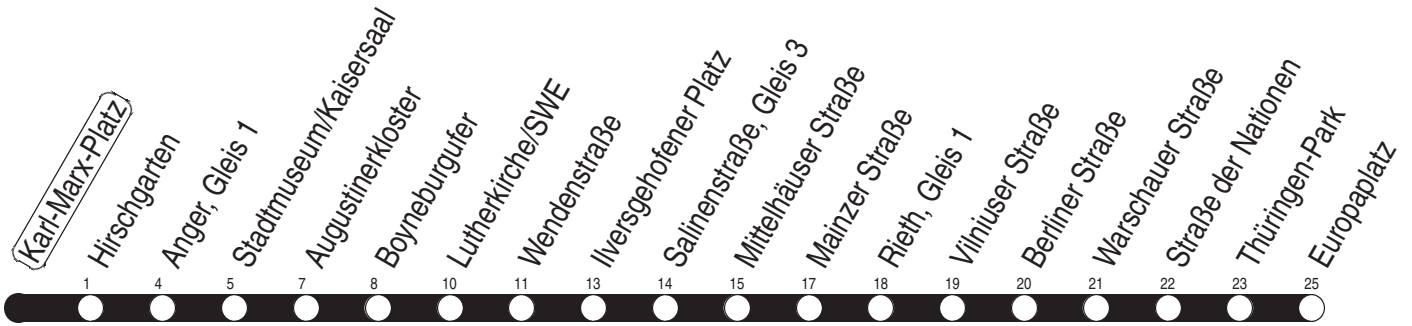 Karl-Marx-Platz
Hirschgarten
Anger, Gleis 1
Stadtmuseum/Kaisersaal
Augustinerkloster
Boyneburgufer
Lutherkirche/SWE
Wendenstraße
Ilversgehofener Platz
Salinenstraße, Gleis 3
Mittelhäuser Straße
Mainzer Straße
Rieth, Gleis 1
Vilniuser Straße
Berliner Straße
Warschauer Straße
Straße der Nationen
Thüringen-Park
Europaplatz
1 4 5 7 8 10 11 13 14 15 17 18 19 20 21 22 23 25